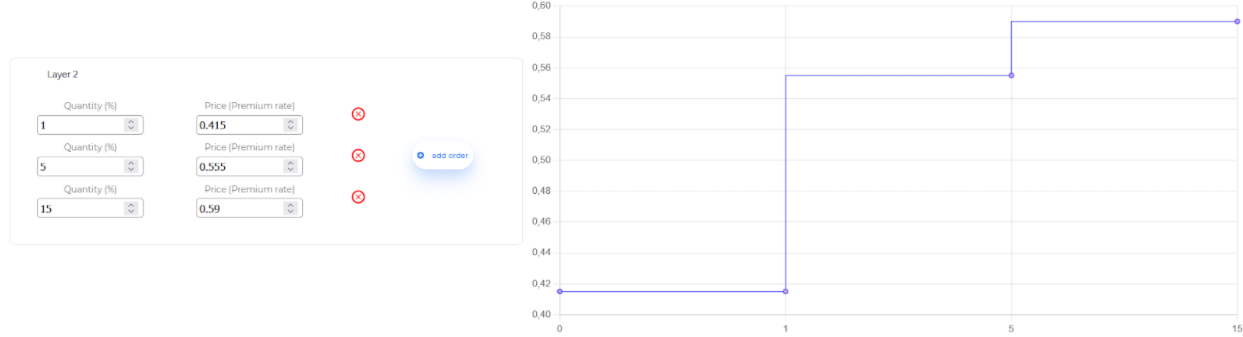 Layer 2
Quantity (%) Price (Premium rate)
1 0.415
Quantity (%) Price (Premium rate)
5 0.555
add order
Quantity (%) Price (Premium rate)
15 0.59
0,60
0,58
0,56
0,54
0,52
0,50
0,48
0,46
0,44
0,42
0,40
0 1 5 15